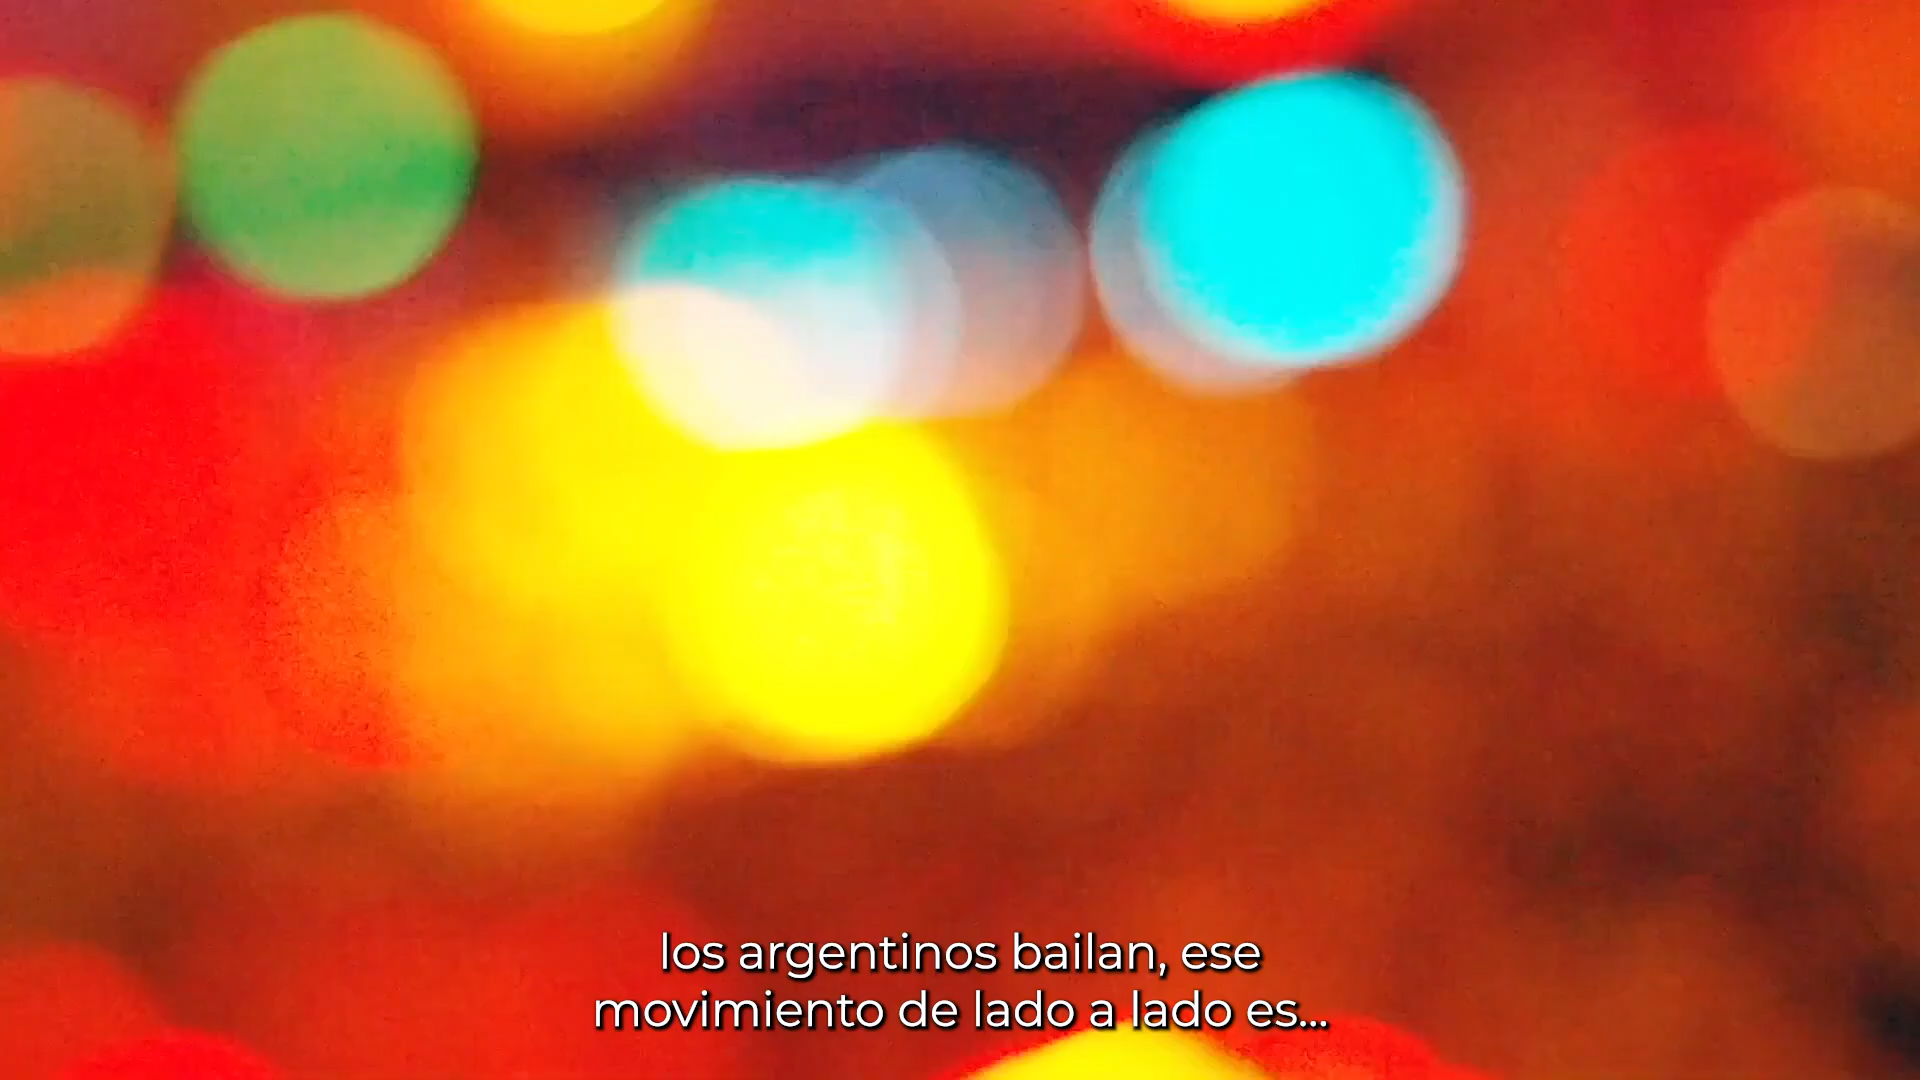 los argentinos bailan, ese
movimiento de lado a lado es...